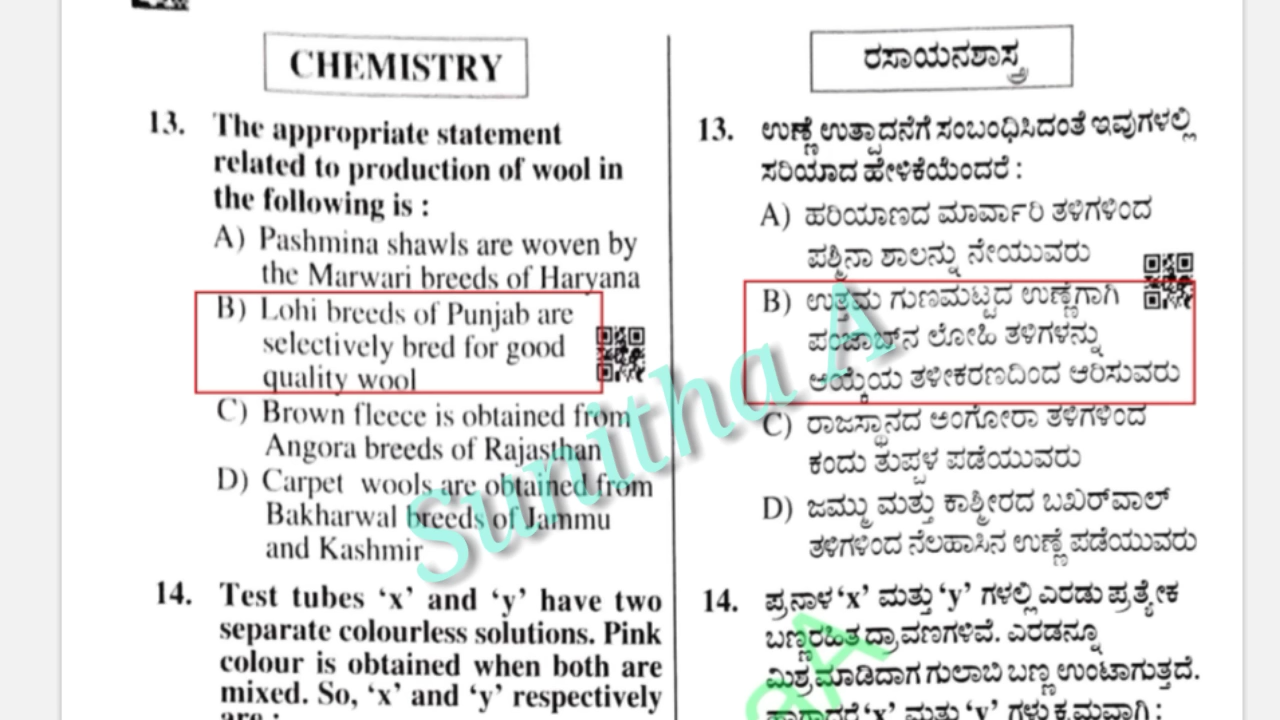 CHEMISTRY
13. The appropriate statement
related to production of wool in
the following is :
A) Pashmina shawls are woven by
the Marwari breeds of Haryana
B) Lohi breeds of Punjab are
selectively bred for good
quality wool
C) Brown fleece is obtained from
Angora breeds of Rajasthan
D) Carpet wools are obtained from
Bakharwal breeds of Jammu
and Kashmir
14. Test tubes ‘x’ and ‘y’ have two
separate colourless solutions. Pink
colour is obtained when both are
mixed. So, ‘x’ and ‘y’ respectively
are :
ರಸಾಯನಶಾಸ್ತ್ರ
13. ಉಣ್ಣೆ ಉತ್ಪಾದನೆಗೆ ಸಂಬಂಧಿಸಿದಂತೆ ಇವುಗಳಲ್ಲಿ
ಸರಿಯಾದ ಹೇಳಿಕೆಯೆಂದರೆ :
A) ಹರಿಯಾಣದ ಮಾರ್ವಾರಿ ತಳಿಗಳಿಂದ
ಪಶ್ಮಿನಾ ಶಾಲನ್ನು ನೇಯುವರು
B) ಉತ್ತಮ ಗುಣಮಟ್ಟದ ಉಣ್ಣೆಗಾಗಿ
ಪಂಜಾಬ್‌ನ ಲೋಹಿ ತಳಿಗಳನ್ನು
ಆಯ್ಕೆಯ ತಳೀಕರಣದಿಂದ ಆರಿಸುವರು
C) ರಾಜಸ್ಥಾನದ ಅಂಗೋರಾ ತಳಿಗಳಿಂದ
ಕಂದು ತುಪ್ಪಳ ಪಡೆಯುವರು
D) ಜಮ್ಮು ಮತ್ತು ಕಾಶ್ಮೀರದ ಬಖರ್‌ವಾಲ್
ತಳಿಗಳಿಂದ ನೆಲಹಾಸಿನ ಉಣ್ಣೆ ಪಡೆಯುವರು
14. ಪ್ರನಾಳ ‘x’ ಮತ್ತು ‘y’ ಗಳಲ್ಲಿ ಎರಡು ಪ್ರತ್ಯೇಕ
ಬಣ್ಣರಹಿತ ದ್ರಾವಣಗಳಿವೆ. ಎರಡನ್ನೂ
ಮಿಶ್ರಮಾಡಿದಾಗ ಗುಲಾಬಿ ಬಣ್ಣ ಉಂಟಾಗುತ್ತದೆ.
ಹಾಗಾದರೆ ‘x’ ಮತ್ತು ‘y’ ಗಳು ಕ್ರಮವಾಗಿ :
Sunitha A